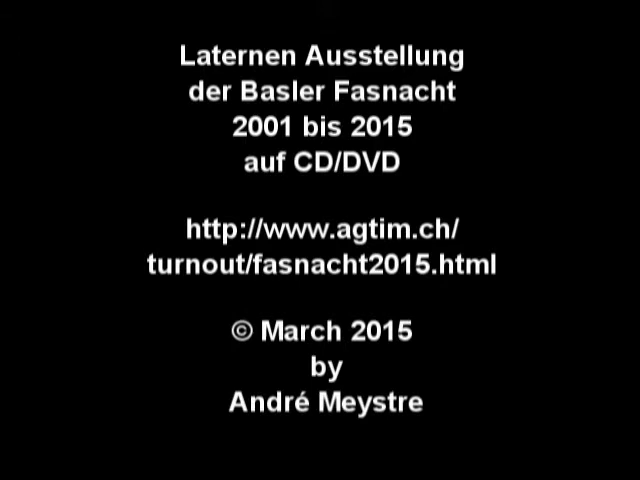 Laternen Ausstellung
der Basler Fasnacht
2001 bis 2015
auf CD/DVD
http://www.agtim.ch/
turnout/fasnacht2015.html
© March 2015
by
André Meystre